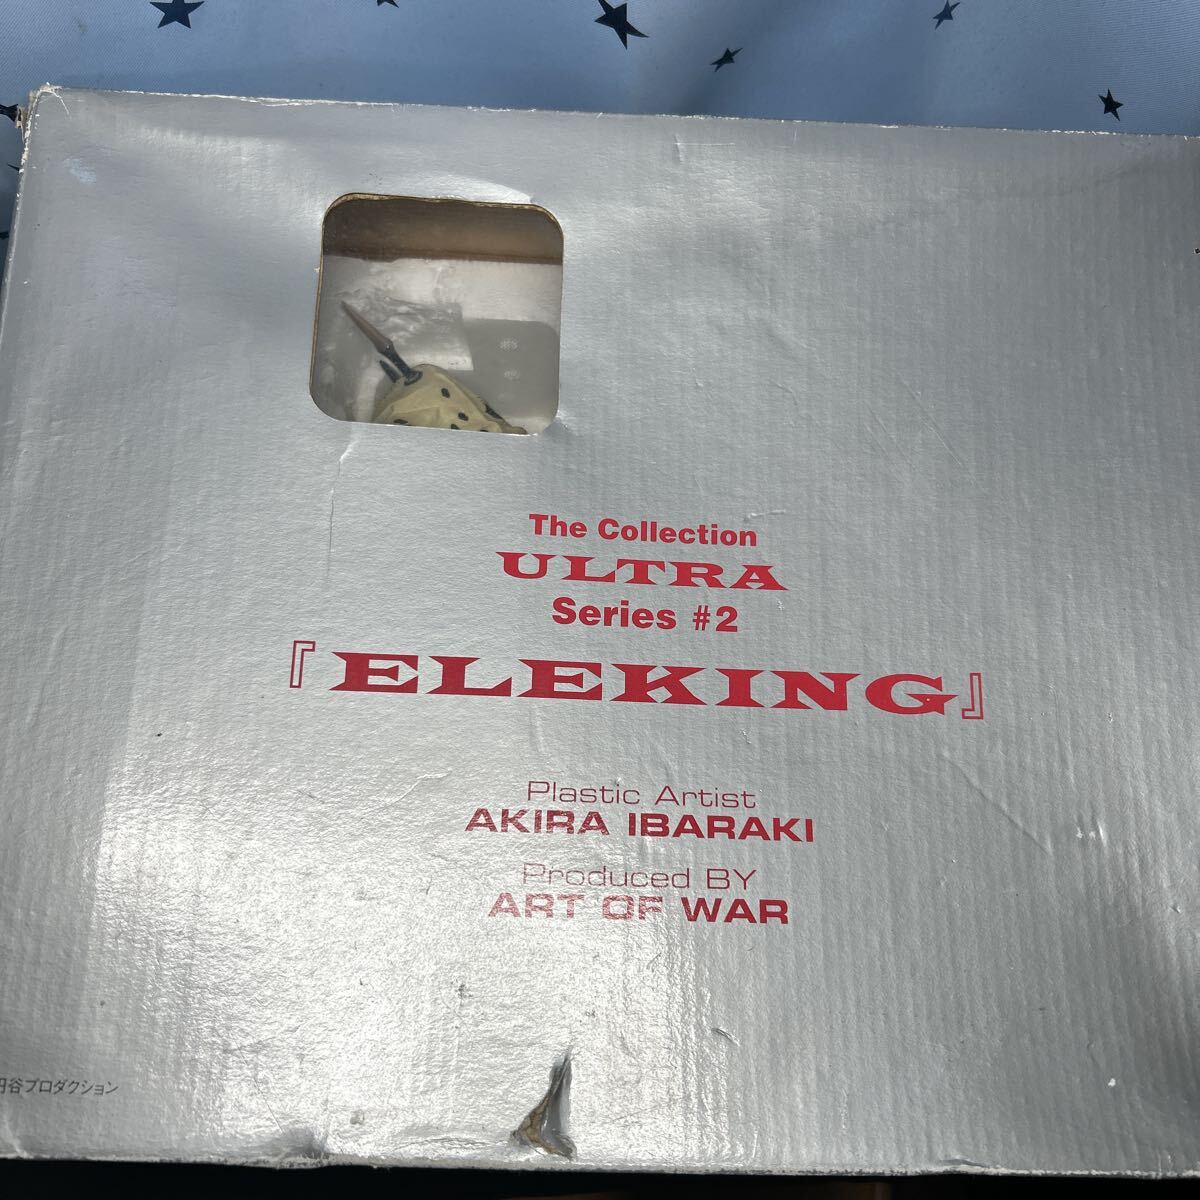 The Collection
ULTRA
Series #2
『ELEKING』
Plastic Artist
AKIRA IBARAKI
Produced BY
ART OF WAR
円谷プロダクション